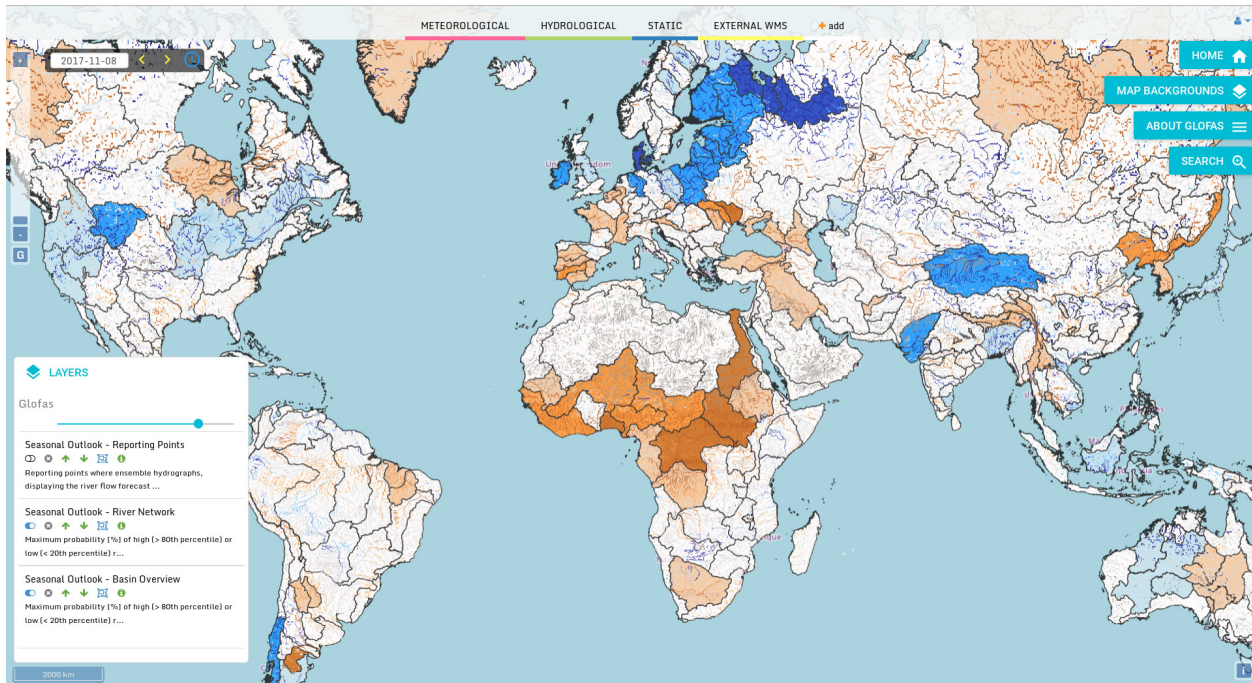 METEOROLOGICAL HYDROLOGICAL STATIC EXTERNAL WMS + add
2017-11-08
HOME
MAP BACKGROUNDS
ABOUT GLOFAS
SEARCH
+
-
G
LAYERS
Glofas
Seasonal Outlook - Reporting Points
Reporting points where ensemble hydrographs,
displaying the river flow forecast ...
Seasonal Outlook - River Network
Maximum probability [%] of high (> 80th percentile) or
low (< 20th percentile) r...
Seasonal Outlook - Basin Overview
Maximum probability [%] of high (> 80th percentile) or
low (< 20th percentile) r...
2000 km
i